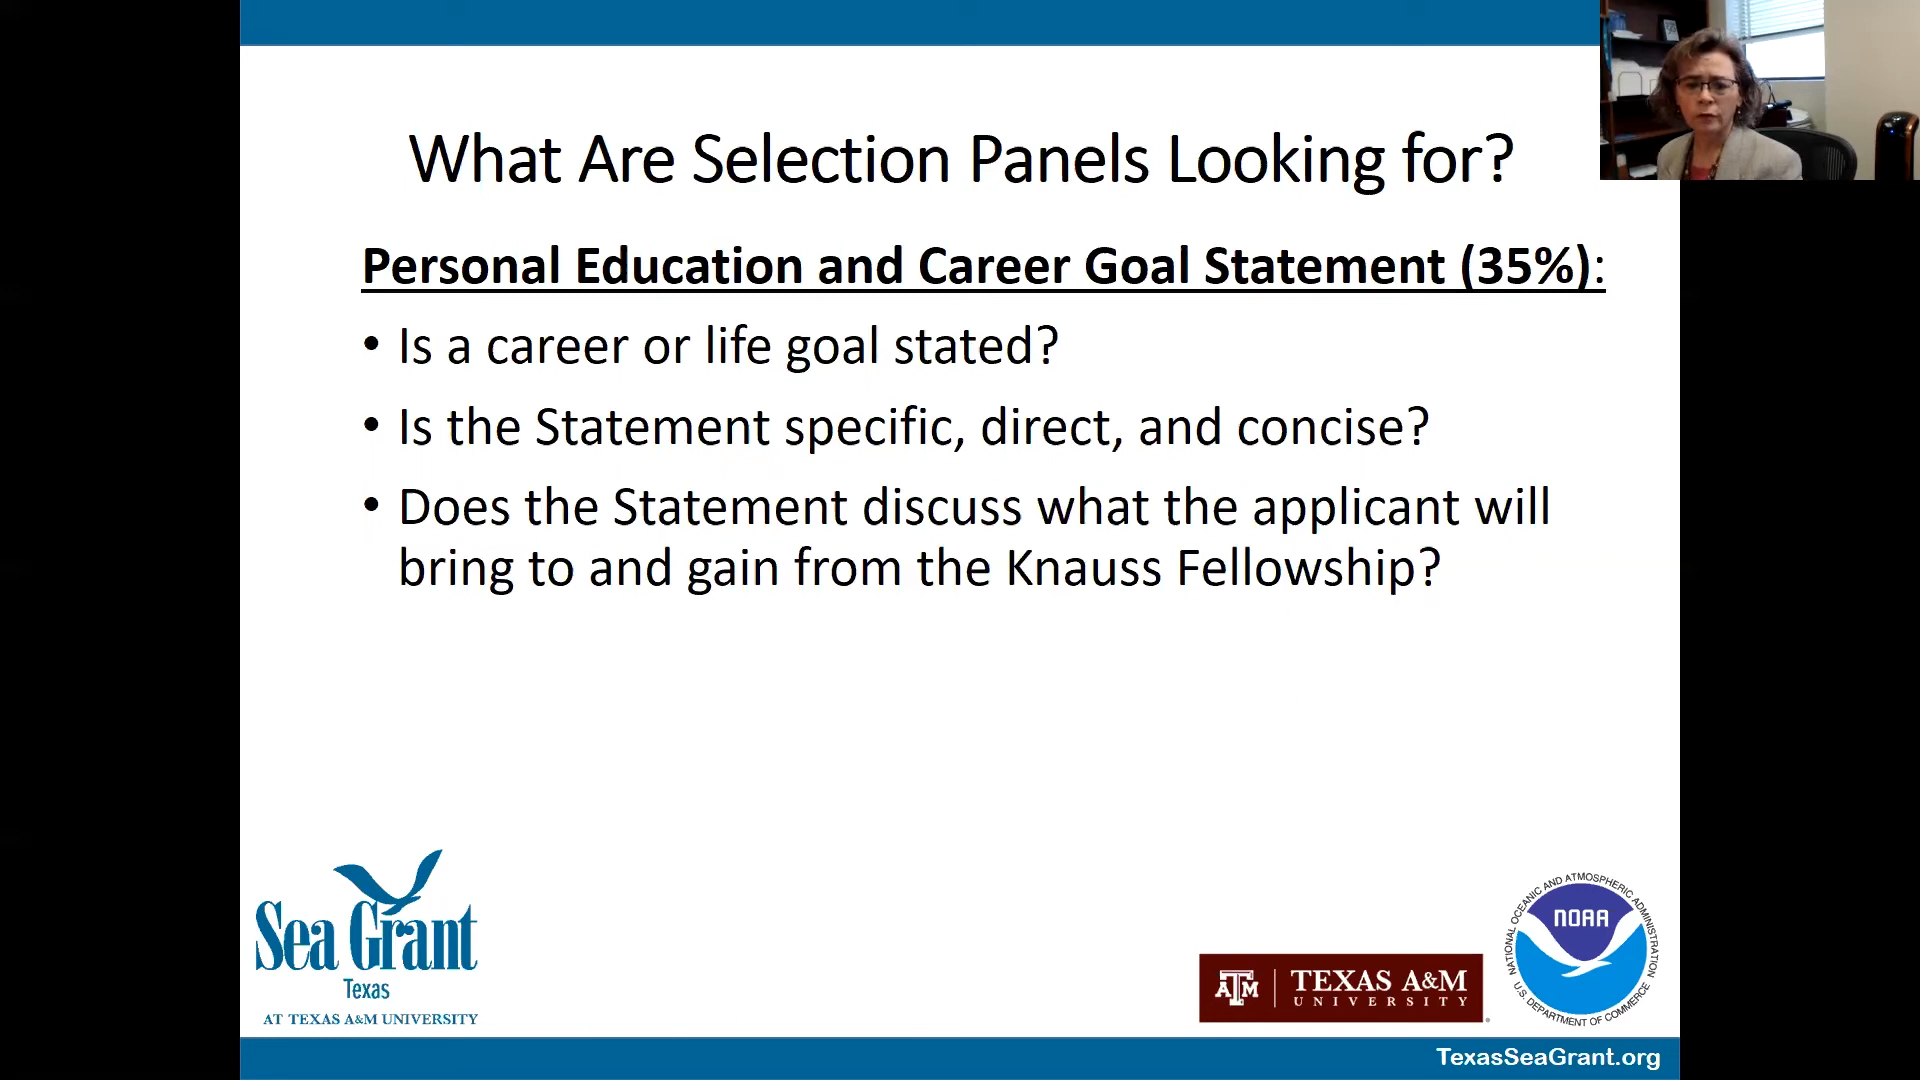 What Are Selection Panels Looking for?
Personal Education and Career Goal Statement (35%):
• Is a career or life goal stated?
• Is the Statement specific, direct, and concise?
• Does the Statement discuss what the applicant will
bring to and gain from the Knauss Fellowship?
Sea Grant
Texas
AT TEXAS A&M UNIVERSITY
ATM | TEXAS A&M
UNIVERSITY
NATIONAL OCEANIC AND ATMOSPHERIC ADMINISTRATION
NOAA
U.S. DEPARTMENT OF COMMERCE
TexasSeaGrant.org